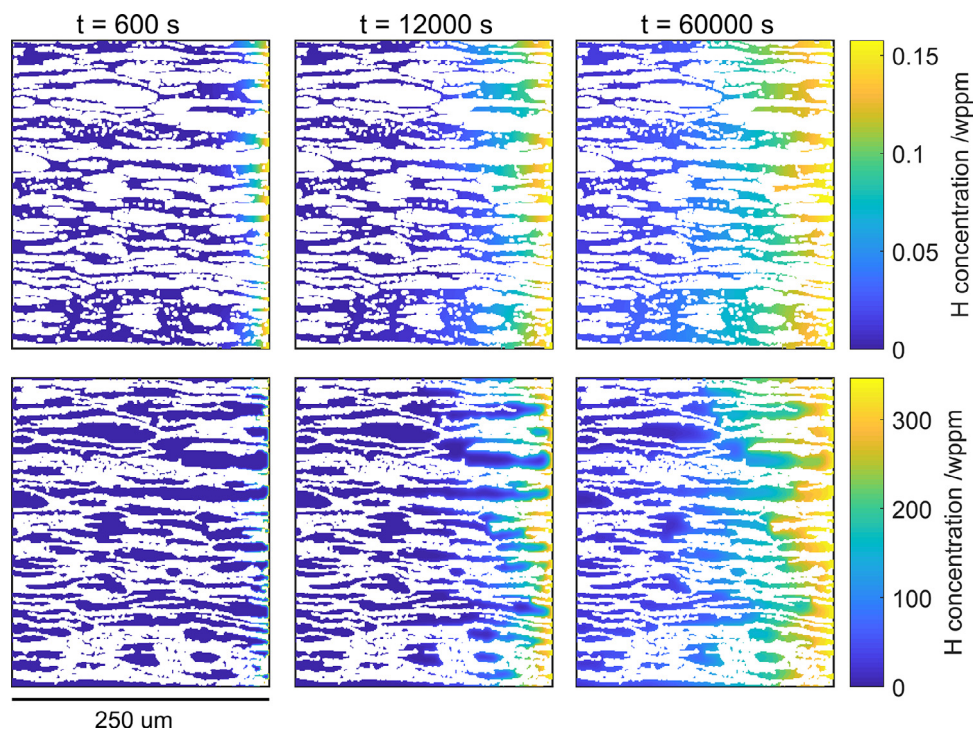 t = 600 s
t = 12000 s
t = 60000 s
0.15
0.1
0.05
0
H concentration /wppm
300
200
100
0
H concentration /wppm
250 um